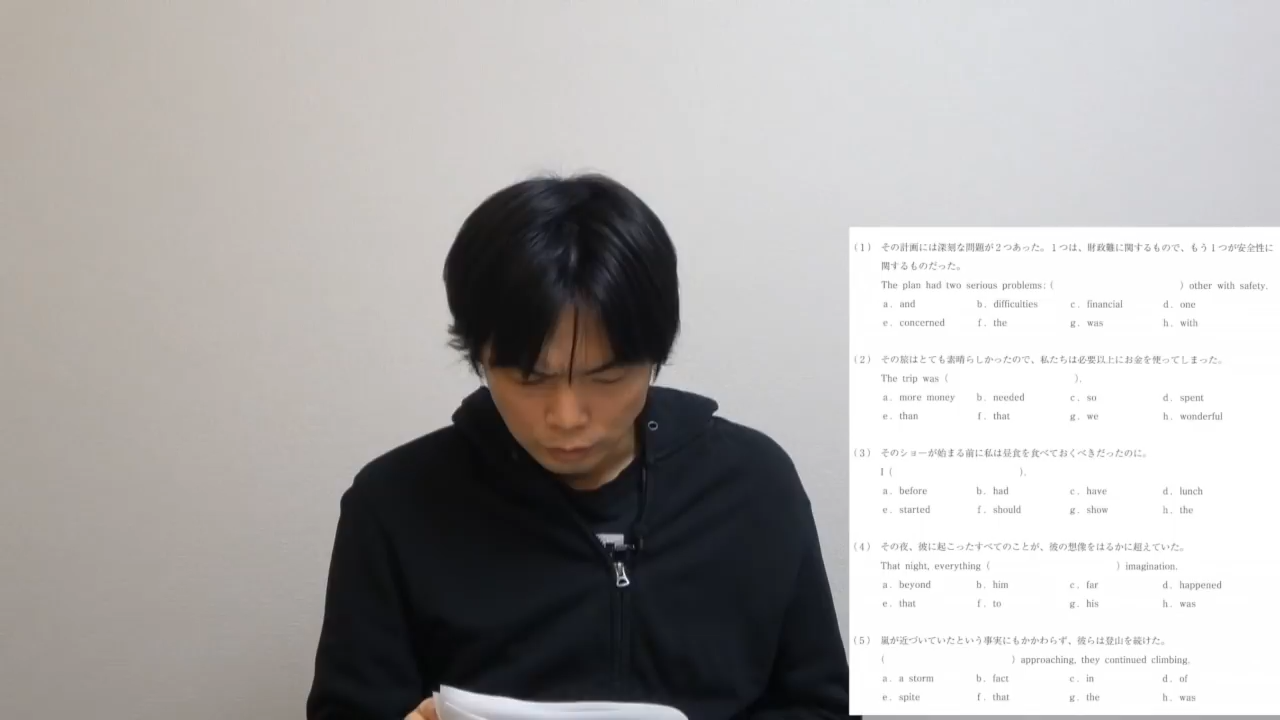 (1) その計画には深刻な問題が2つあった。1つは、財政難に関するもので、もう1つが安全性に
関するものだった。
The plan had two serious problems: ( ) other with safety.
a. and b. difficulties c. financial d. one
e. concerned f. the g. was h. with
(2) その旅はとても素晴らしかったので、私たちは必要以上にお金を使ってしまった。
The trip was ( ).
a. more money b. needed c. so d. spent
e. than f. that g. we h. wonderful
(3) そのショーが始まる前に私は昼食を食べておくべきだったのに。
I ( ).
a. before b. had c. have d. lunch
e. started f. should g. show h. the
(4) その夜、彼に起こったすべてのことが、彼の想像をはるかに超えていた。
That night, everything ( ) imagination.
a. beyond b. him c. far d. happened
e. that f. to g. his h. was
(5) 嵐が近づいていたという事実にもかかわらず、彼らは登山を続けた。
( ) approaching, they continued climbing.
a. a storm b. fact c. in d. of
e. spite f. that g. the h. was